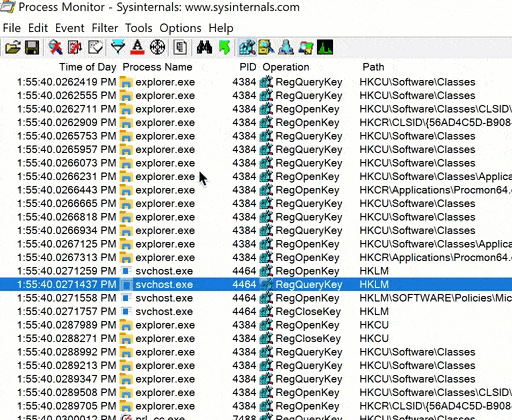 Process Monitor - Sysinternals: www.sysinternals.com
File Edit Event Filter Tools Options Help
Time of Day Process Name PID Operation Path
1:55:40.0262419 PM explorer.exe 4384 RegQueryKey HKCU\Software\Classes
1:55:40.0262555 PM explorer.exe 4384 RegQueryKey HKCU\Software\Classes
1:55:40.0262711 PM explorer.exe 4384 RegOpenKey HKCU\Software\Classes\CLSID\
1:55:40.0262909 PM explorer.exe 4384 RegOpenKey HKCR\CLSID\{56AD4C5D-B908-
1:55:40.0265753 PM explorer.exe 4384 RegQueryKey HKCU\Software\Classes
1:55:40.0265957 PM explorer.exe 4384 RegQueryKey HKCU\Software\Classes
1:55:40.0266073 PM explorer.exe 4384 RegQueryKey HKCU\Software\Classes
1:55:40.0266231 PM explorer.exe 4384 RegOpenKey HKCU\Software\Classes\Applica
1:55:40.0266443 PM explorer.exe 4384 RegOpenKey HKCR\Applications\Procmon64.
1:55:40.0266665 PM explorer.exe 4384 RegQueryKey HKCU\Software\Classes
1:55:40.0266818 PM explorer.exe 4384 RegQueryKey HKCU\Software\Classes
1:55:40.0266934 PM explorer.exe 4384 RegQueryKey HKCU\Software\Classes
1:55:40.0267125 PM explorer.exe 4384 RegOpenKey HKCU\Software\Classes\Applica
1:55:40.0267313 PM explorer.exe 4384 RegOpenKey HKCR\Applications\Procmon64.
1:55:40.0271259 PM svchost.exe 4464 RegQueryKey HKLM
1:55:40.0271437 PM svchost.exe 4464 RegQueryKey HKLM
1:55:40.0271558 PM svchost.exe 4464 RegOpenKey HKLM\SOFTWARE\Policies\Mic
1:55:40.0271757 PM svchost.exe 4464 RegCloseKey HKLM
1:55:40.0287989 PM explorer.exe 4384 RegOpenKey HKCU
1:55:40.0288271 PM explorer.exe 4384 RegCloseKey HKCU
1:55:40.0288992 PM explorer.exe 4384 RegQueryKey HKCU\Software\Classes
1:55:40.0289213 PM explorer.exe 4384 RegQueryKey HKCU\Software\Classes
1:55:40.0289347 PM explorer.exe 4384 RegQueryKey HKCU\Software\Classes
1:55:40.0289508 PM explorer.exe 4384 RegOpenKey HKCU\Software\Classes\CLSID\
1:55:40.0289705 PM explorer.exe 4384 RegOpenKey HKCR\CLSID\{56AD4C5D-B908-